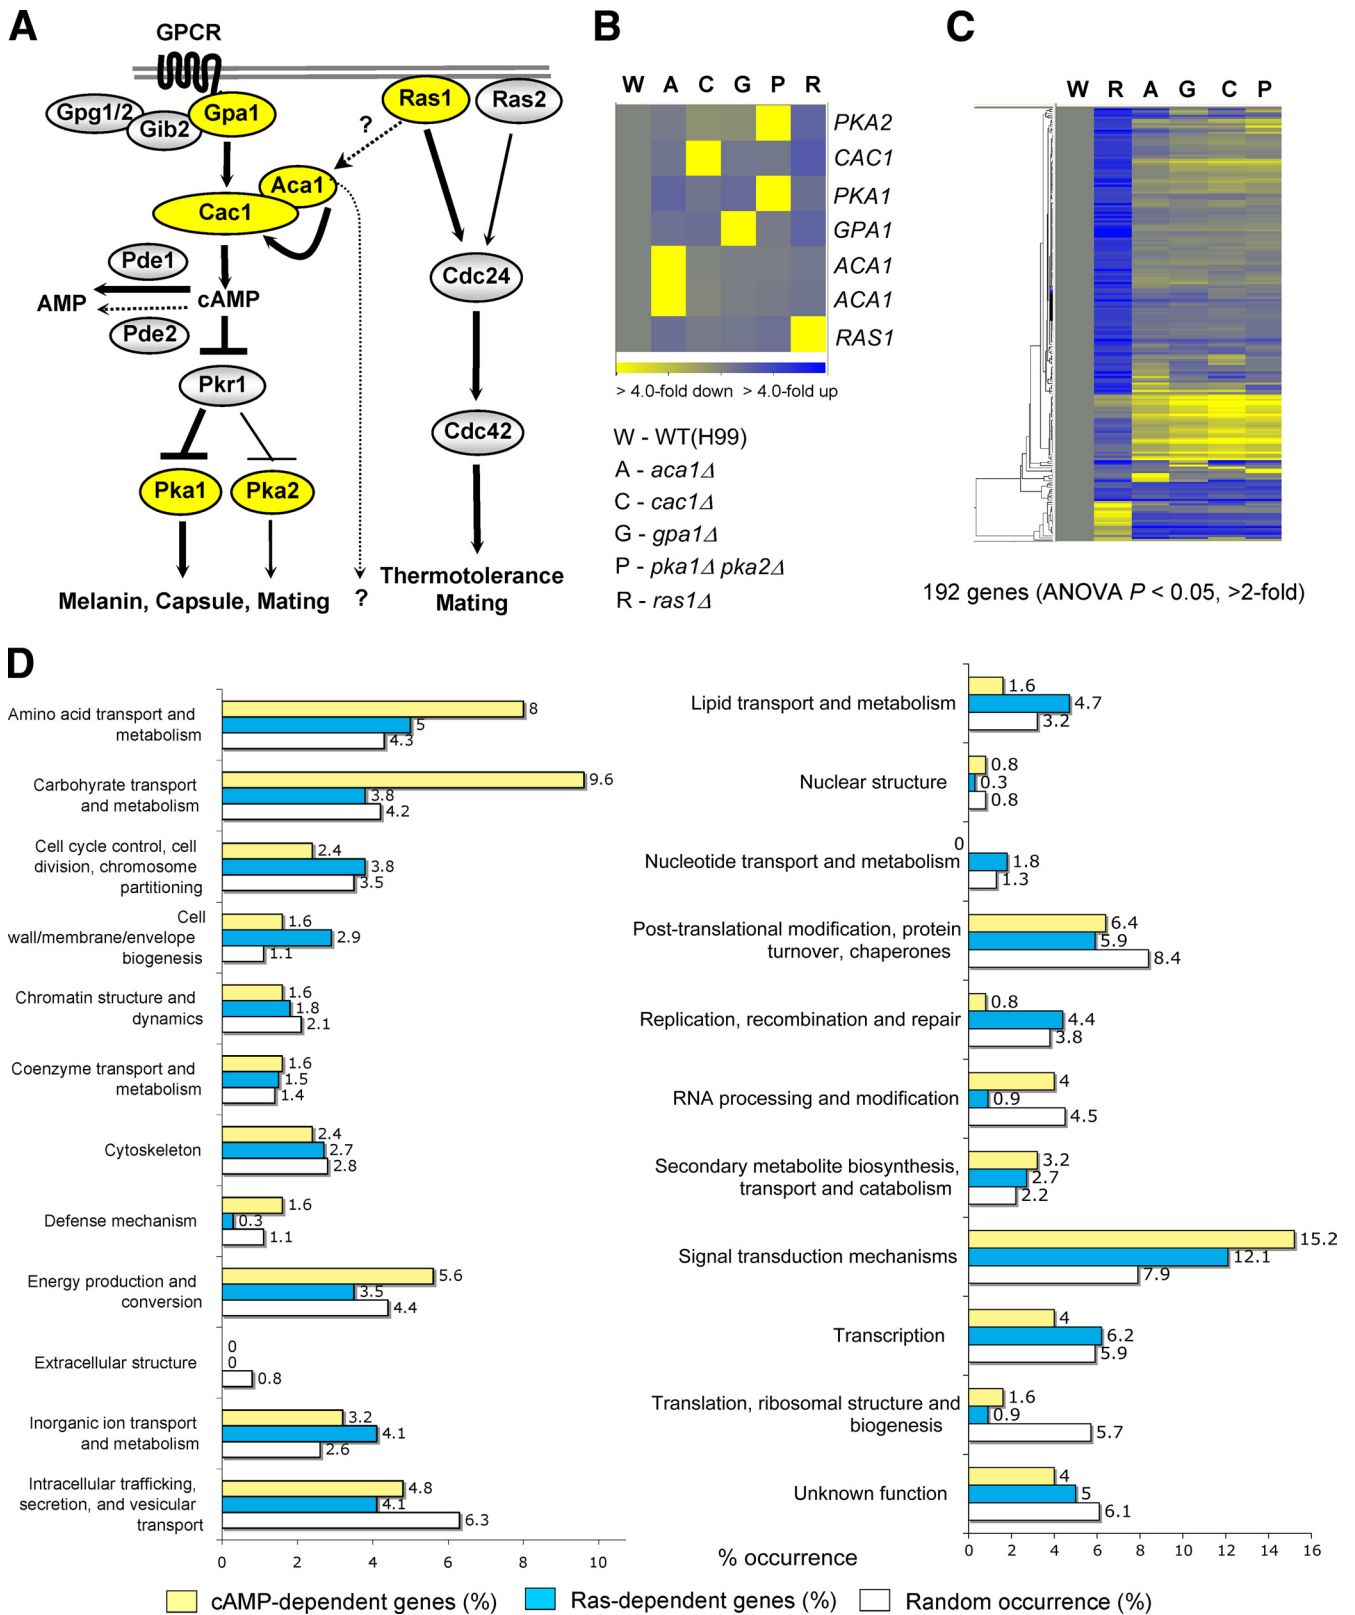 A
GPCR
Gpg1/2
Gib2
Gpa1
Ras1
Ras2
?
Aca1
Cac1
Pde1
AMP
cAMP
Pde2
Pkr1
Pka1
Pka2
Cdc24
Cdc42
Melanin, Capsule, Mating
?
Thermotolerance
Mating
B
W A C G P R
PKA2
CAC1
PKA1
GPA1
ACA1
ACA1
RAS1
> 4.0-fold down > 4.0-fold up
W - WT(H99)
A - aca1Δ
C - cac1Δ
G - gpa1Δ
P - pka1Δ pka2Δ
R - ras1Δ
C
W R A G C P
192 genes (ANOVA P < 0.05, >2-fold)
D
Amino acid transport and
metabolism
8
5
4.3
Carbohyrate transport
and metabolism
9.6
3.8
4.2
Cell cycle control, cell
division, chromosome
partitioning
2.4
3.8
3.5
Cell
wall/membrane/envelope
biogenesis
1.6
2.9
1.1
Chromatin structure and
dynamics
1.6
1.8
2.1
Coenzyme transport and
metabolism
1.6
1.5
1.4
Cytoskeleton
2.4
2.7
2.8
Defense mechanism
1.6
0.3
1.1
Energy production and
conversion
5.6
3.5
4.4
Extracellular structure
0
0
0.8
Inorganic ion transport
and metabolism
3.2
4.1
2.6
Intracellular trafficking,
secretion, and vesicular
transport
4.8
4.1
6.3
0 2 4 6 8 10
Lipid transport and metabolism
1.6
4.7
3.2
Nuclear structure
0.8
0.3
0.8
Nucleotide transport and metabolism
0
1.8
1.3
Post-translational modification, protein
turnover, chaperones
6.4
5.9
8.4
Replication, recombination and repair
0.8
4.4
3.8
RNA processing and modification
4
0.9
4.5
Secondary metabolite biosynthesis,
transport and catabolism
3.2
2.7
2.2
Signal transduction mechanisms
15.2
12.1
7.9
Transcription
4
6.2
5.9
Translation, ribosomal structure and
biogenesis
1.6
0.9
5.7
Unknown function
4
5
6.1
0 2 4 6 8 10 12 14 16
% occurrence
cAMP-dependent genes (%) Ras-dependent genes (%) Random occurrence (%)